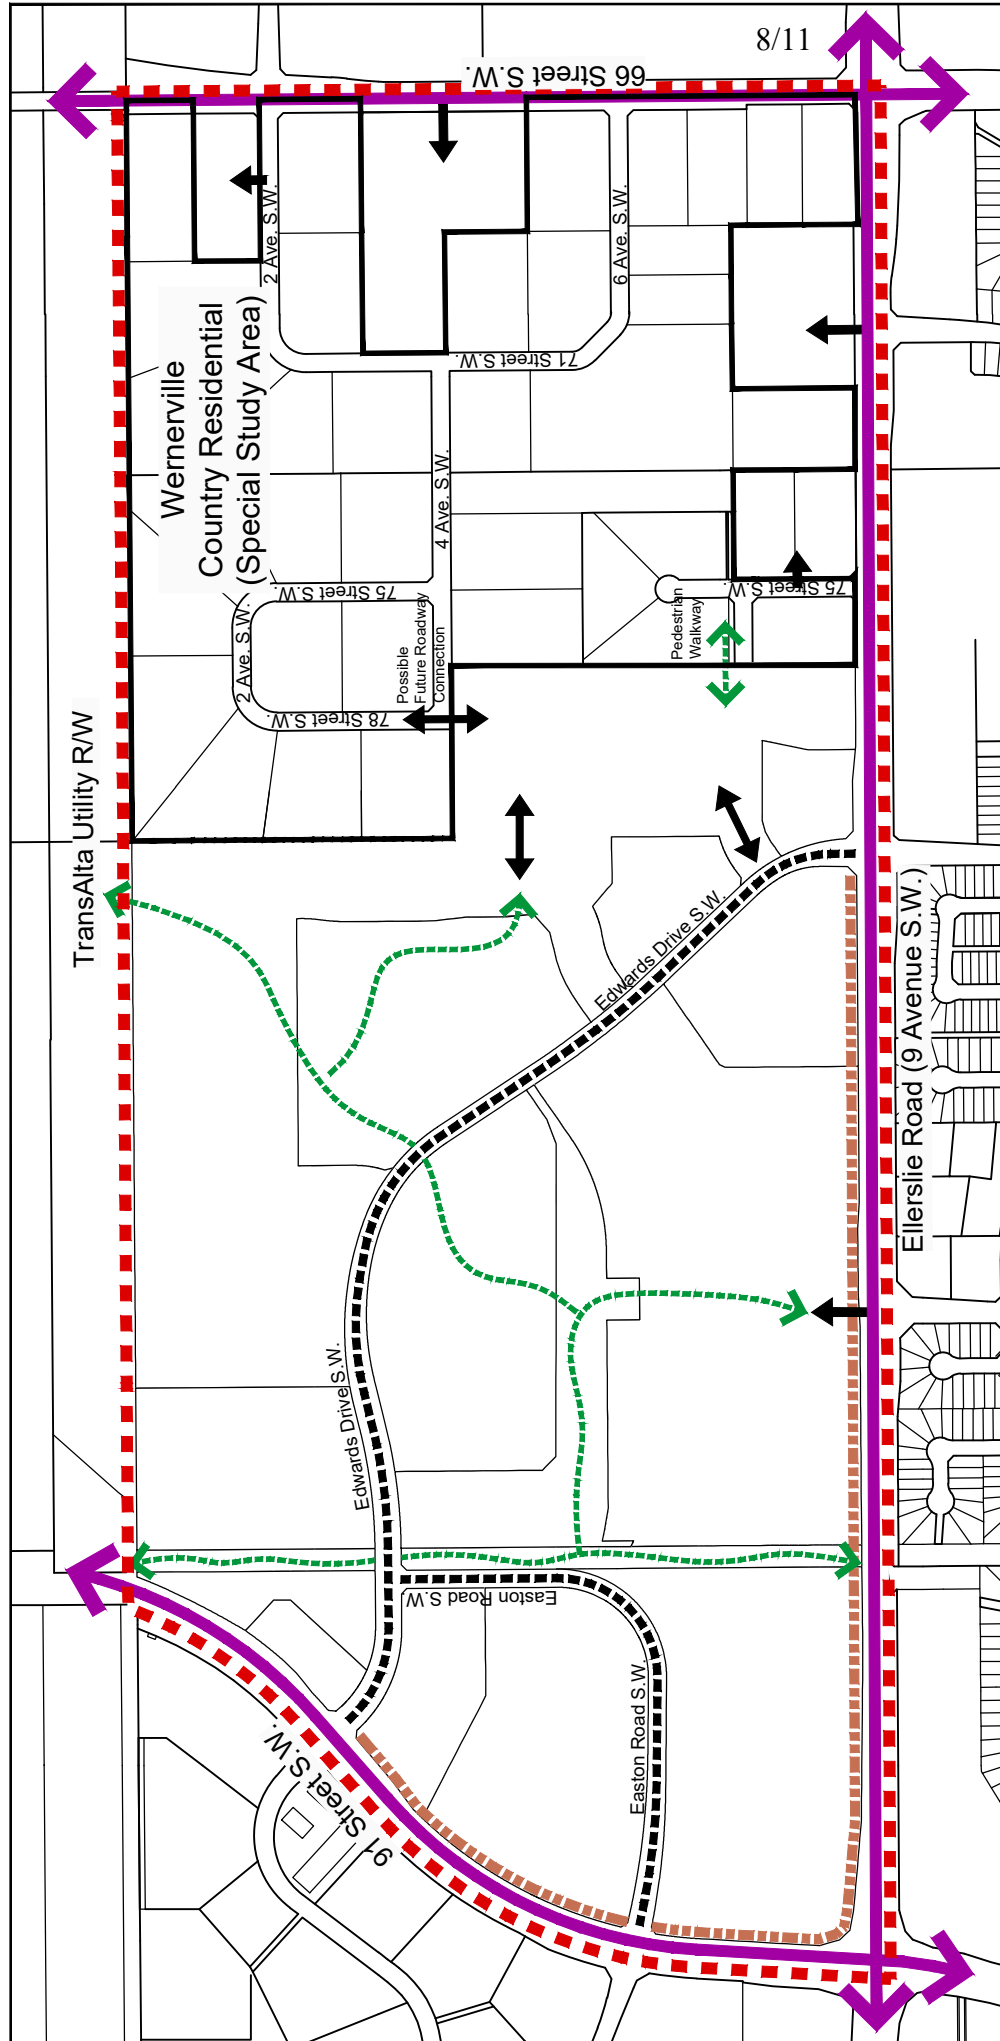 8/11
66 Street S.W.
2 Ave. S.W.
6 Ave. S.W.
Wernerville
Country Residential
(Special Study Area)
71 Street S.W.
4 Ave. S.W.
75 Street S.W.
75 Street S.W.
2 Ave. S.W.
Pedestrian
Walkway
Possible
Future Roadway
Connection
78 Street S.W.
TransAlta Utility R/W
Edwards Drive S.W.
Ellerslie Road (9 Avenue S.W.)
Edwards Drive S.W.
Easton Road S.W
Easton Road S.W.
91 Street S.W.